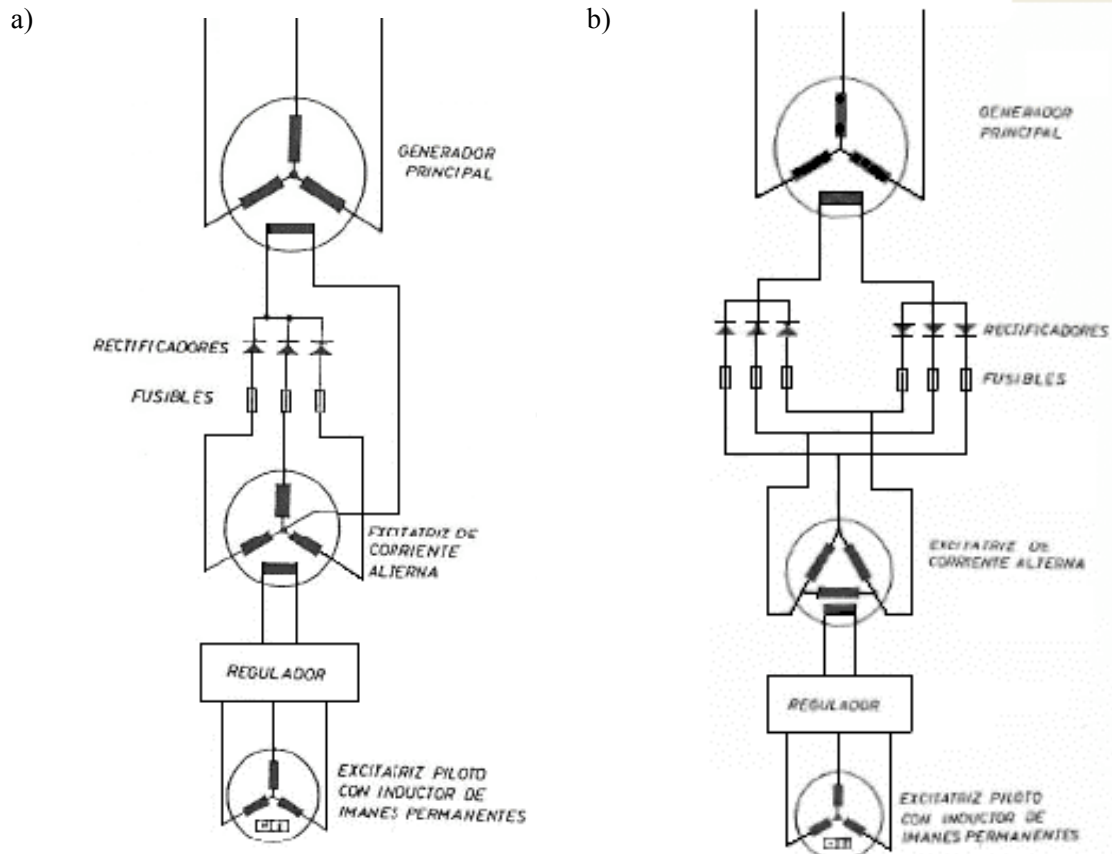 a)
GENERADOR
PRINCIPAL
RECTIFICADORES
FUSIBLES
EXCITATRIZ DE
CORRIENTE
ALTERNA
REGULADOR
EXCITATRIZ PILOTO
CON INDUCTOR DE
IMANES PERMANENTES
b)
GENERADOR
PRINCIPAL
RECTIFICADORES
FUSIBLES
EXCITATRIZ DE
CORRIENTE ALTERNA
REGULADOR
EXCITATRIZ PILOTO
CON INDUCTOR DE
IMANES PERMANENTES